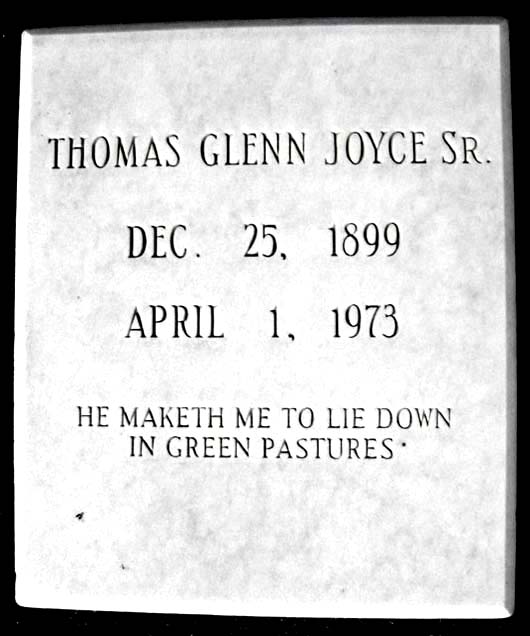 THOMAS GLENN JOYCE SR.
DEC. 25, 1899
APRIL 1, 1973
HE MAKETH ME TO LIE DOWN
IN GREEN PASTURES.